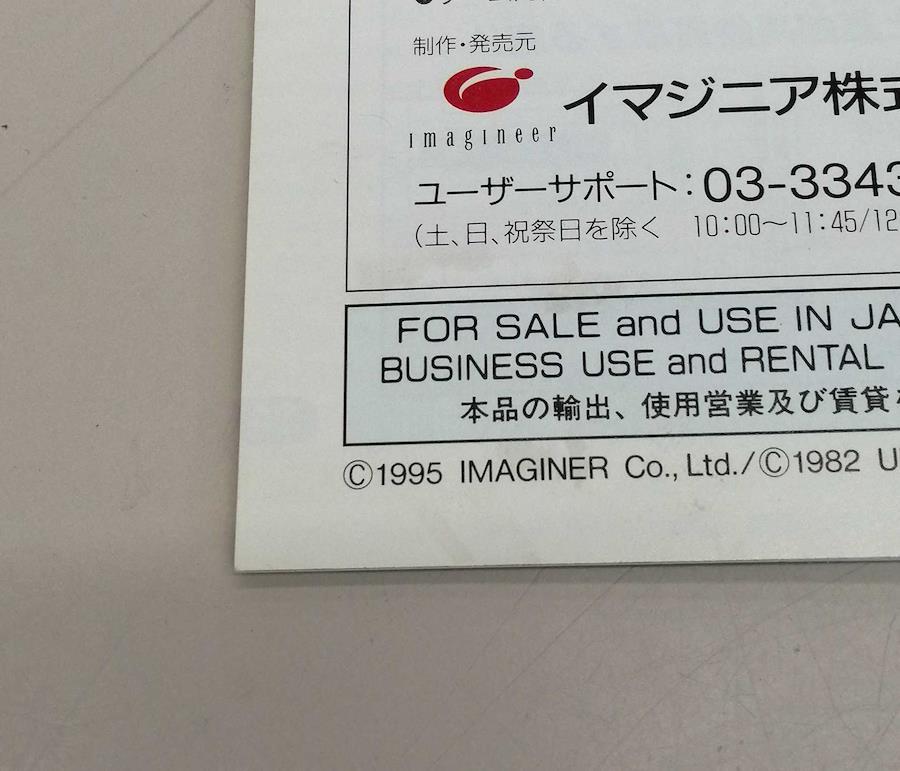 制作・発売元
imagineer イマジニア株式
ユーザーサポート:03-3343
(土、日、祝祭日を除く 10:00〜11:45/12
FOR SALE and USE IN JA
BUSINESS USE and RENTAL
本品の輸出、使用営業及び賃貸を
©1995 IMAGINER Co., Ltd./©1982 U